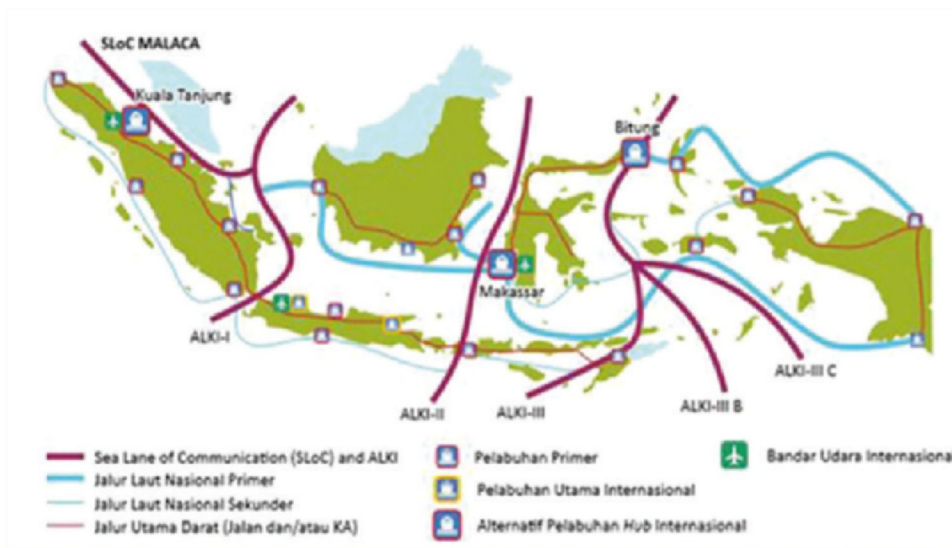 SLoC MALACA
Kuala Tanjung
Bitung
Makassar
ALKI-I
ALKI-II
ALKI-III
ALKI-III B
ALKI-III C
Sea Lane of Communication (SLoC) and ALKI
Jalur Laut Nasional Primer
Jalur Laut Nasional Sekunder
Jalur Utama Darat (Jalan dan/atau KA)
Pelabuhan Primer
Pelabuhan Utama Internasional
Alternatif Pelabuhan Hub Internasional
Bandar Udara Internasional